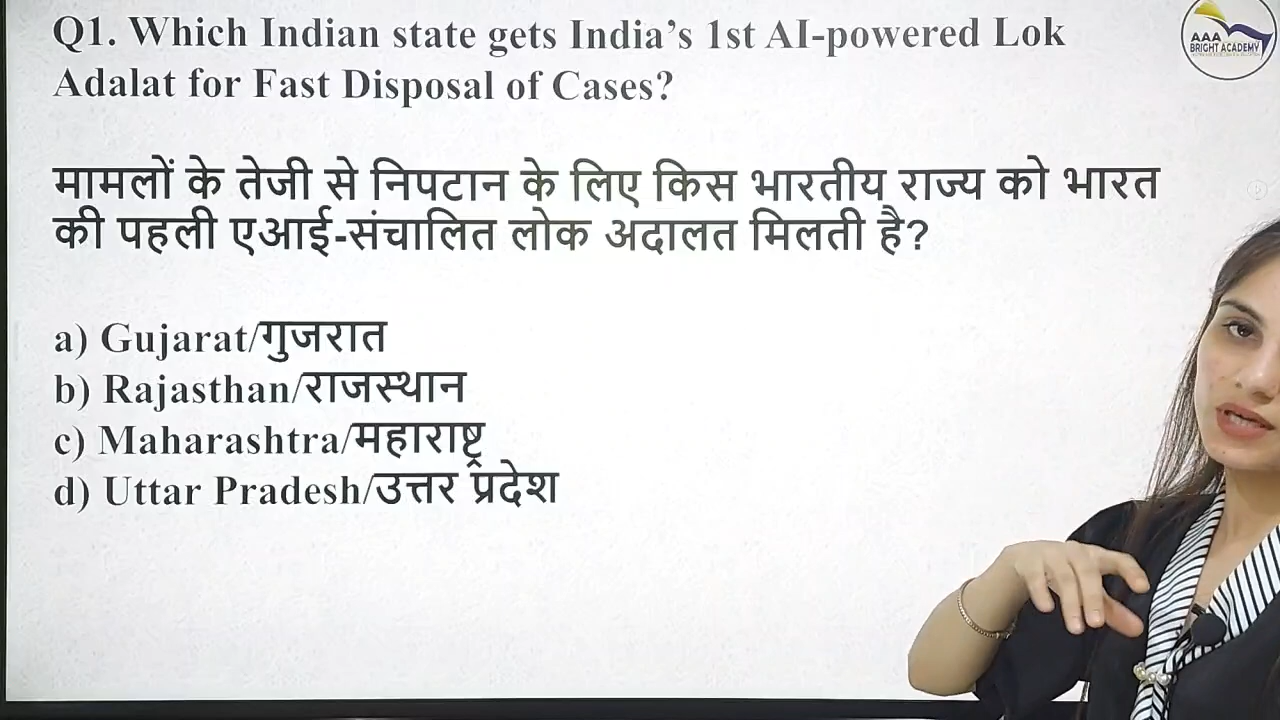 Q1. Which Indian state gets India's 1st AI-powered Lok
Adalat for Fast Disposal of Cases?
मामलों के तेजी से निपटान के लिए किस भारतीय राज्य को भारत
की पहली एआई-संचालित लोक अदालत मिलती है?
a) Gujarat/गुजरात
b) Rajasthan/राजस्थान
c) Maharashtra/महाराष्ट्र
d) Uttar Pradesh/उत्तर प्रदेश
AAA
BRIGHT ACADEMY